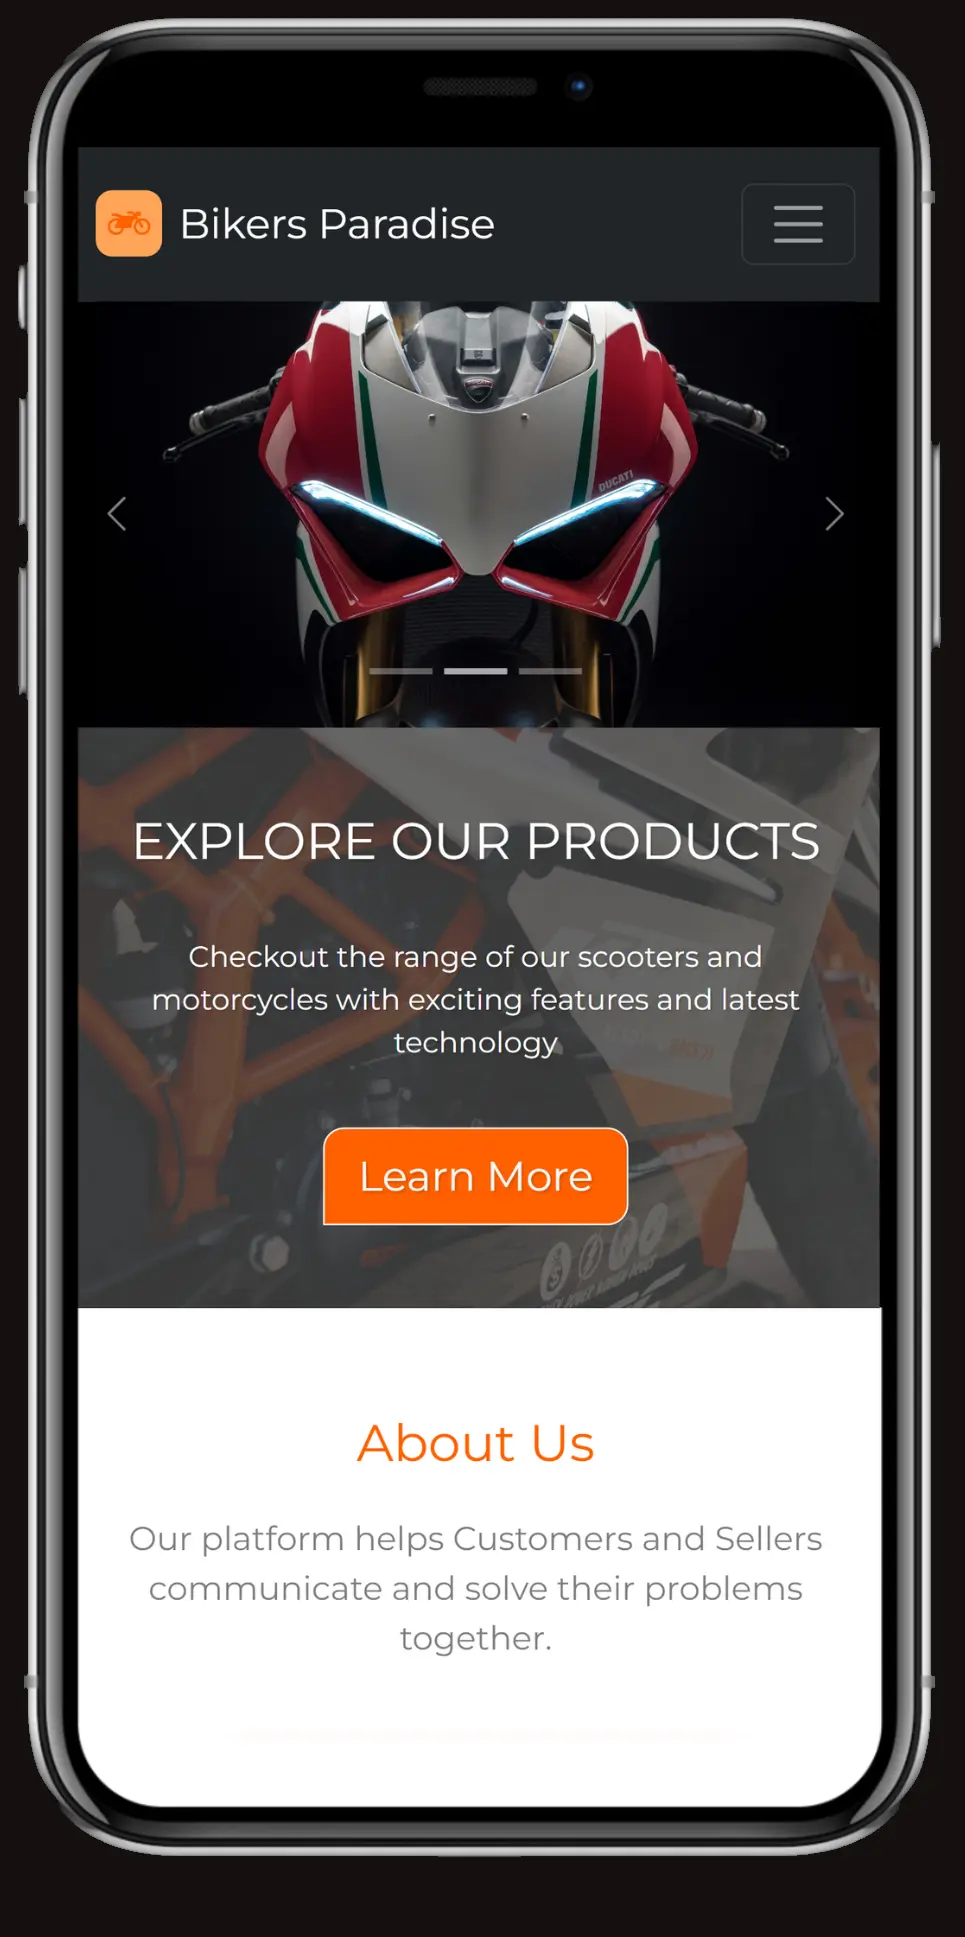 Bikers Paradise
DUCATI
EXPLORE OUR PRODUCTS
Checkout the range of our scooters and
motorcycles with exciting features and latest
technology
Learn More
About Us
Our platform helps Customers and Sellers
communicate and solve their problems
together.